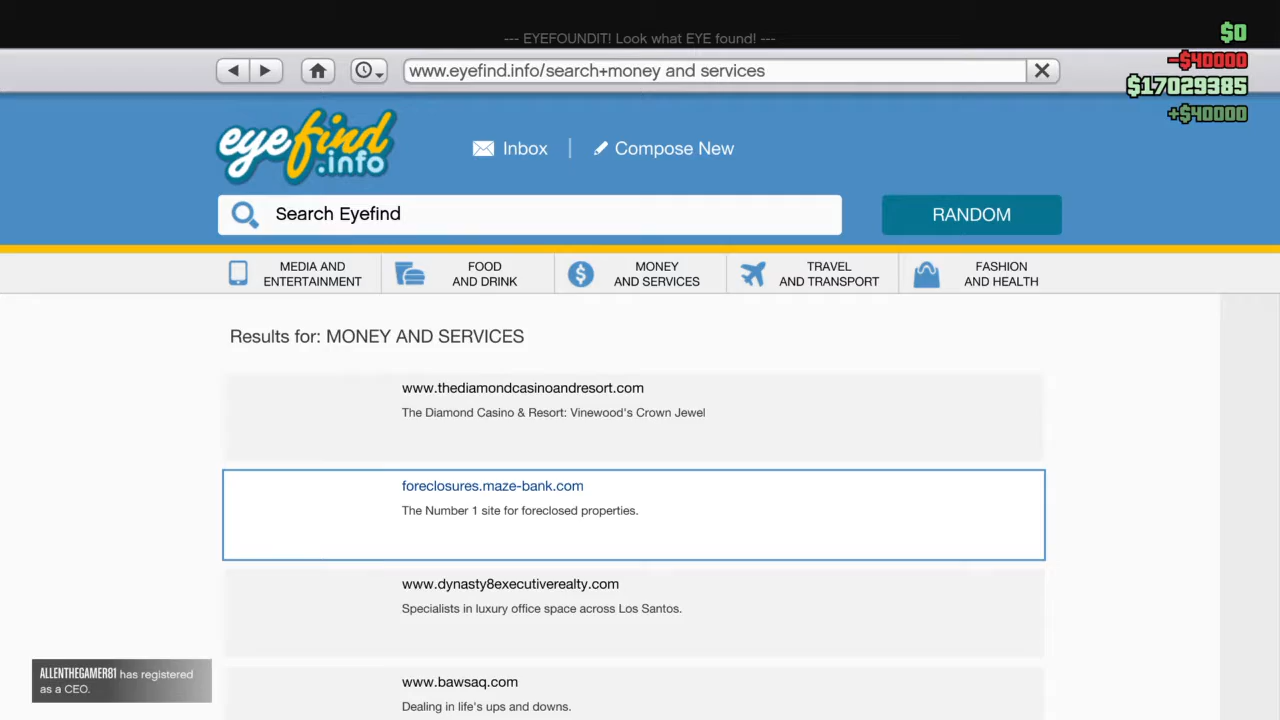 --- EYEFOUNDIT! Look what EYE found! ---
$0
-$40000
$17029385
+$40000
www.eyefind.info/search+money and services
eyefind
.info
Inbox
Compose New
Search Eyefind
RANDOM
MEDIA AND
ENTERTAINMENT
FOOD
AND DRINK
MONEY
AND SERVICES
TRAVEL
AND TRANSPORT
FASHION
AND HEALTH
Results for: MONEY AND SERVICES
www.thediamondcasinoandresort.com
The Diamond Casino & Resort: Vinewood's Crown Jewel
foreclosures.maze-bank.com
The Number 1 site for foreclosed properties.
www.dynasty8executiverealty.com
Specialists in luxury office space across Los Santos.
www.bawsaq.com
Dealing in life's ups and downs.
ALLENTHEGAMER81 has registered
as a CEO.